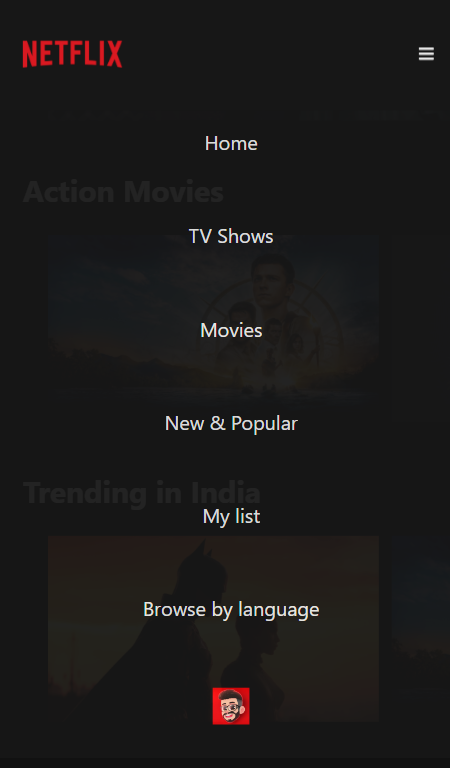 NETFLIX
Home
Action Movies
TV Shows
Movies
New & Popular
Trending in India
My list
Browse by language